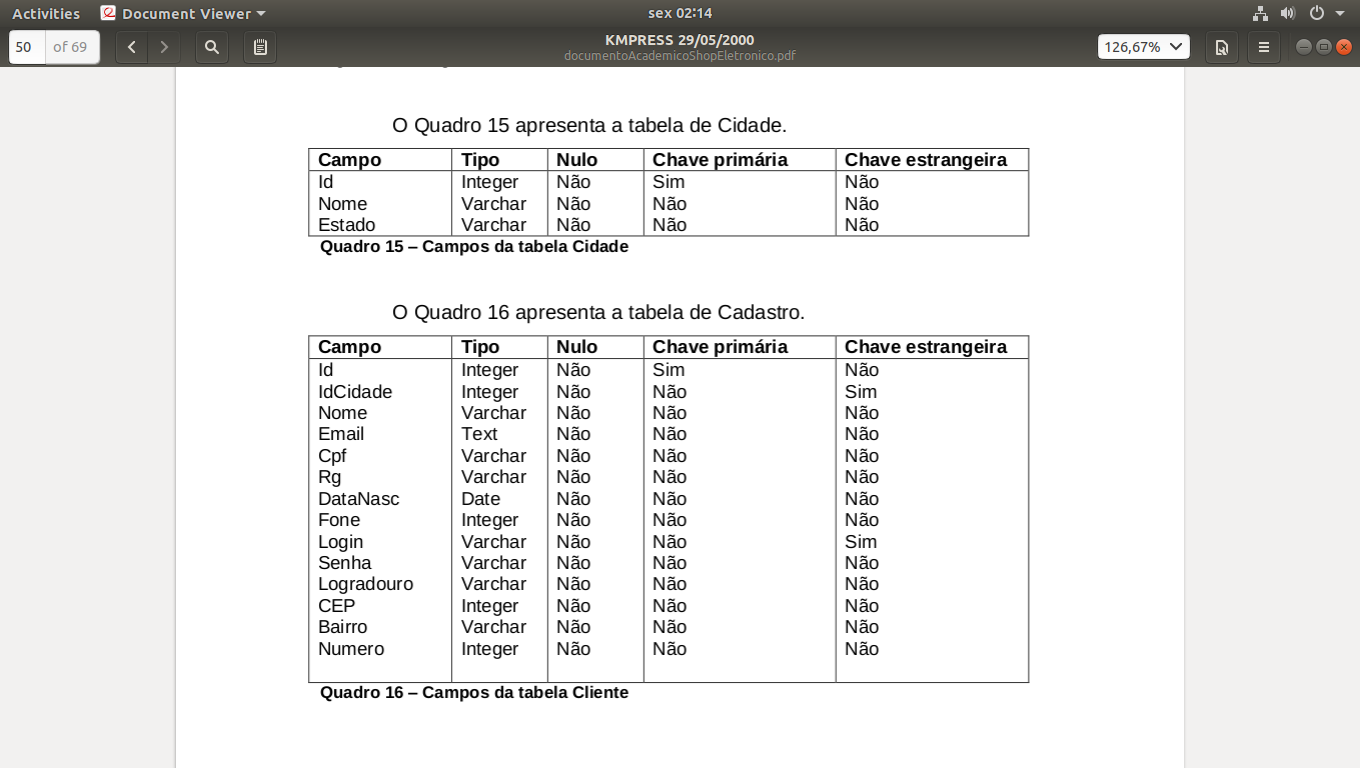 Activities Document Viewer sex 02:14
50 of 69 KMPRESS 29/05/2000 126,67%
documentoAcademicoShopEletronico.pdf
O Quadro 15 apresenta a tabela de Cidade.
Campo Tipo Nulo Chave primária Chave estrangeira
Id Integer Não Sim Não
Nome Varchar Não Não Não
Estado Varchar Não Não Não
Quadro 15 – Campos da tabela Cidade
O Quadro 16 apresenta a tabela de Cadastro.
Campo Tipo Nulo Chave primária Chave estrangeira
Id Integer Não Sim Não
IdCidade Integer Não Não Sim
Nome Varchar Não Não Não
Email Text Não Não Não
Cpf Varchar Não Não Não
Rg Varchar Não Não Não
DataNasc Date Não Não Não
Fone Integer Não Não Não
Login Varchar Não Não Sim
Senha Varchar Não Não Não
Logradouro Varchar Não Não Não
CEP Integer Não Não Não
Bairro Varchar Não Não Não
Numero Integer Não Não Não
Quadro 16 – Campos da tabela Cliente